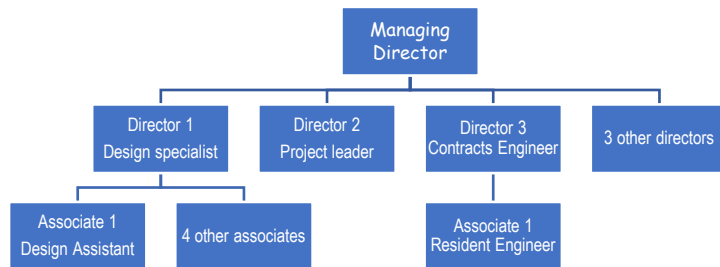 Managing
Director
Director 1
Design specialist
Director 2
Project leader
Director 3
Contracts Engineer
3 other directors
Associate 1
Design Assistant
4 other associates
Associate 1
Resident Engineer